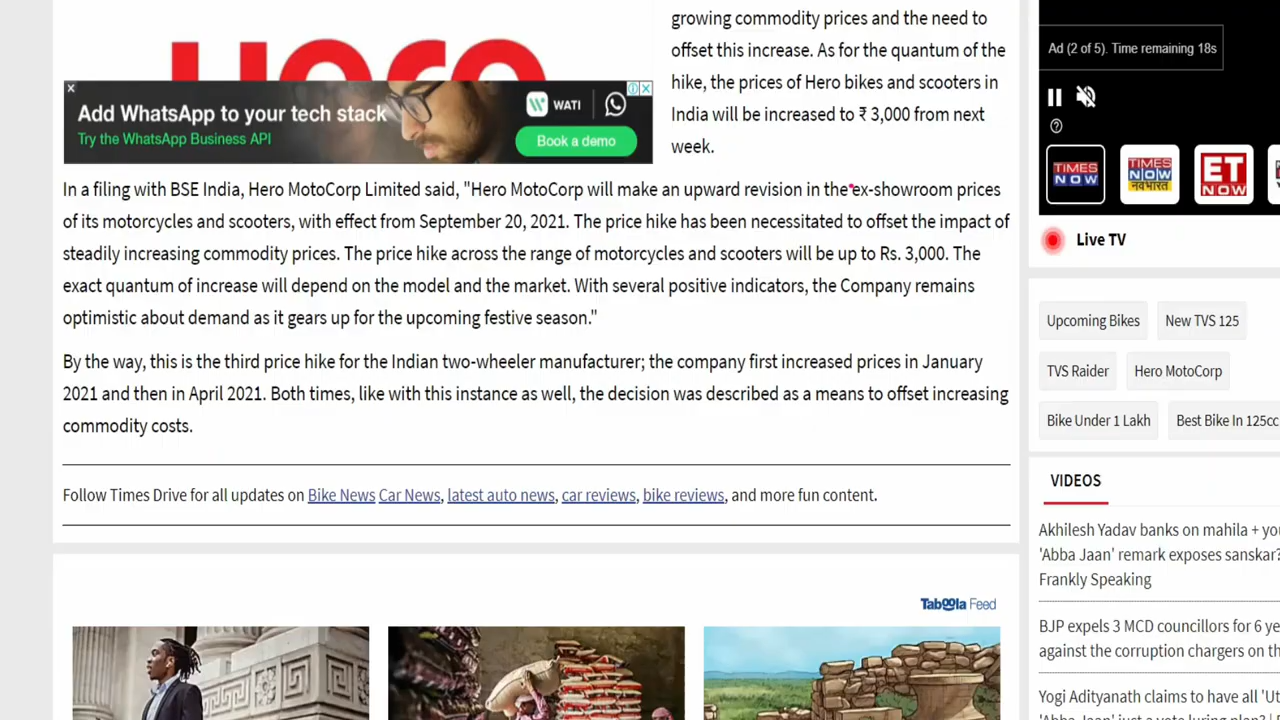 growing commodity prices and the need to
offset this increase. As for the quantum of the
hike, the prices of Hero bikes and scooters in
India will be increased to ₹ 3,000 from next
week.
Hero
Add WhatsApp to your tech stack
Try the WhatsApp Business API
WATI
Book a demo
In a filing with BSE India, Hero MotoCorp Limited said, "Hero MotoCorp will make an upward revision in the ex-showroom prices
of its motorcycles and scooters, with effect from September 20, 2021. The price hike has been necessitated to offset the impact of
steadily increasing commodity prices. The price hike across the range of motorcycles and scooters will be up to Rs. 3,000. The
exact quantum of increase will depend on the model and the market. With several positive indicators, the Company remains
optimistic about demand as it gears up for the upcoming festive season."
By the way, this is the third price hike for the Indian two-wheeler manufacturer; the company first increased prices in January
2021 and then in April 2021. Both times, like with this instance as well, the decision was described as a means to offset increasing
commodity costs.
Follow Times Drive for all updates on Bike News Car News, latest auto news, car reviews, bike reviews, and more fun content.
Taboola Feed
Ad (2 of 5). Time remaining 18s
TIMES NOW
TIMES NOW नवभारत
ET NOW
Live TV
Upcoming Bikes
New TVS 125
TVS Raider
Hero MotoCorp
Bike Under 1 Lakh
Best Bike In 125cc
VIDEOS
Akhilesh Yadav banks on mahila + yo
'Abba Jaan' remark exposes sanskar?
Frankly Speaking
BJP expels 3 MCD councillors for 6 ye
against the corruption chargers on th
Yogi Adityanath claims to have all 'U
'Abba Jaan' just a vote luring plan?